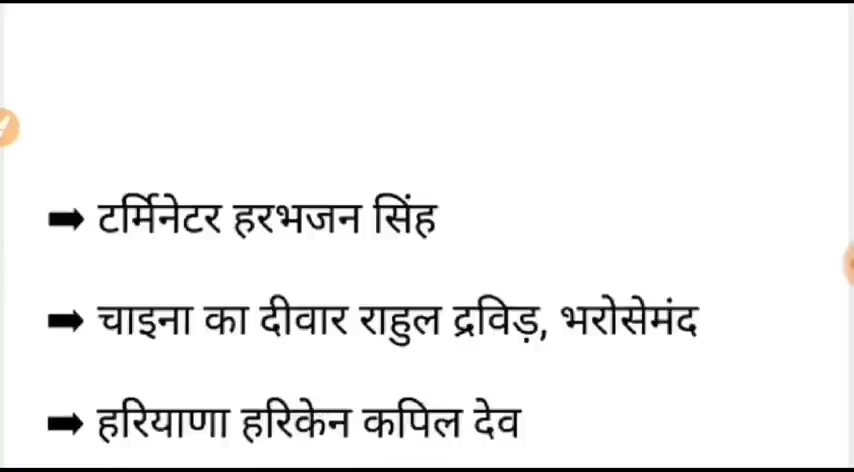 ➡ टर्मिनेटर हरभजन सिंह
➡ चाइना का दीवार राहुल द्रविड़, भरोसेमंद
➡ हरियाणा हरिकेन कपिल देव